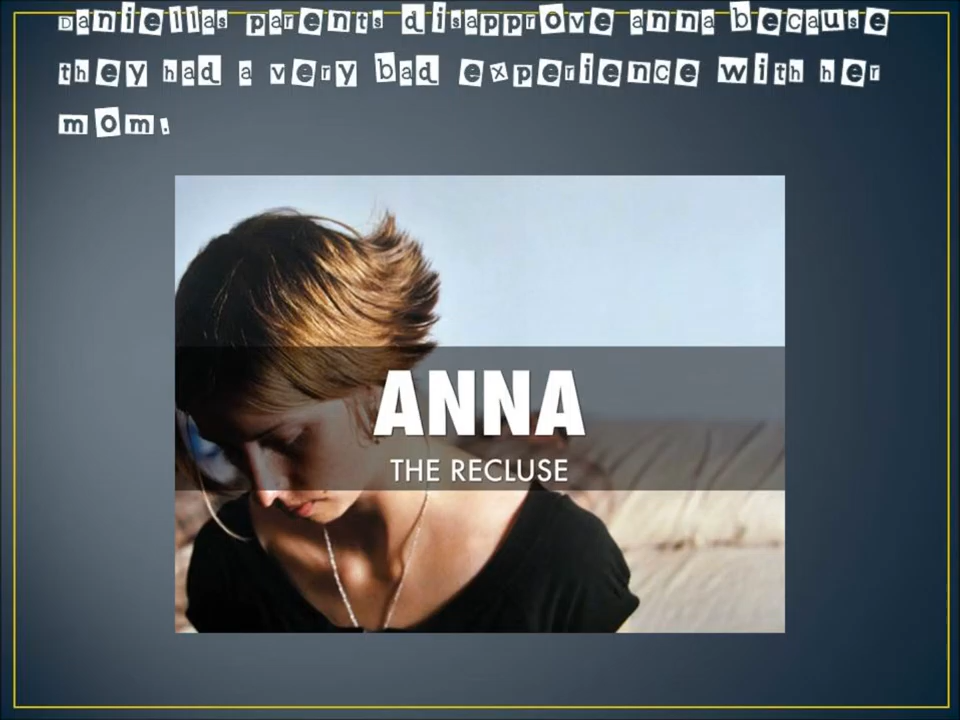 Daniellas parents disapprove anna because
they had a very bad experience with her
mom.
ANNA
THE RECLUSE